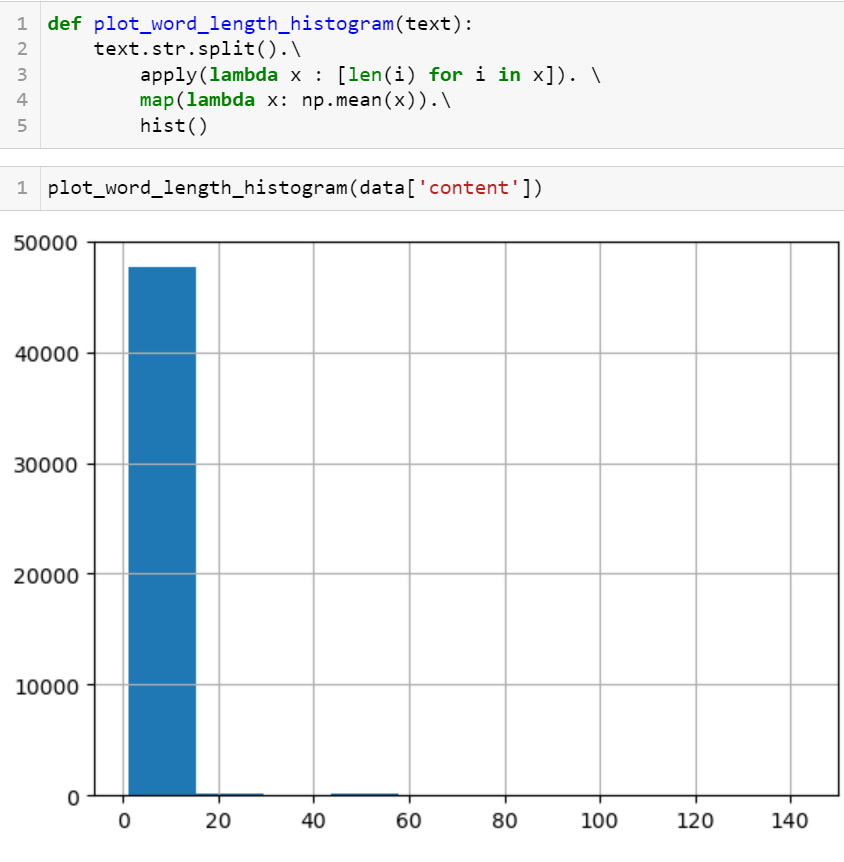 1 def plot_word_length_histogram(text):
2     text.str.split().\
3         apply(lambda x : [len(i) for i in x]). \
4         map(lambda x: np.mean(x)).\
5         hist()
1 plot_word_length_histogram(data['content'])
50000
40000
30000
20000
10000
0
0 20 40 60 80 100 120 140